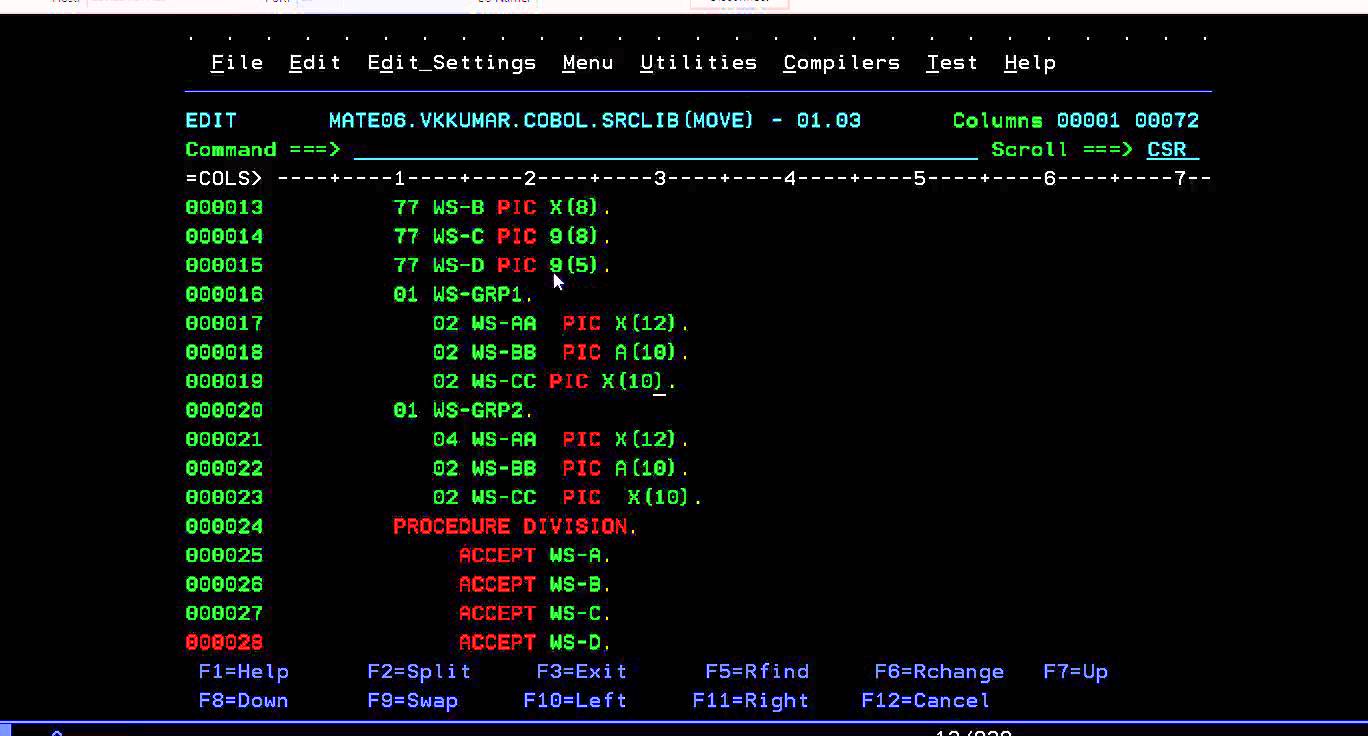 File Edit Edit_Settings Menu Utilities Compilers Test Help
EDIT MATE06.VKKUMAR.COBOL.SRCLIB(MOVE) - 01.03 Columns 00001 00072
Command ===> Scroll ===> CSR
=COLS> ----+----1----+----2----+----3----+----4----+----5----+----6----+----7--
000013 77 WS-B PIC X(8).
000014 77 WS-C PIC 9(8).
000015 77 WS-D PIC 9(5).
000016 01 WS-GRP1.
000017 02 WS-AA PIC X(12).
000018 02 WS-BB PIC A(10).
000019 02 WS-CC PIC X(10).
000020 01 WS-GRP2.
000021 04 WS-AA PIC X(12).
000022 02 WS-BB PIC A(10).
000023 02 WS-CC PIC X(10).
000024 PROCEDURE DIVISION.
000025 ACCEPT WS-A.
000026 ACCEPT WS-B.
000027 ACCEPT WS-C.
000028 ACCEPT WS-D.
F1=Help F2=Split F3=Exit F5=Rfind F6=Rchange F7=Up
F8=Down F9=Swap F10=Left F11=Right F12=Cancel